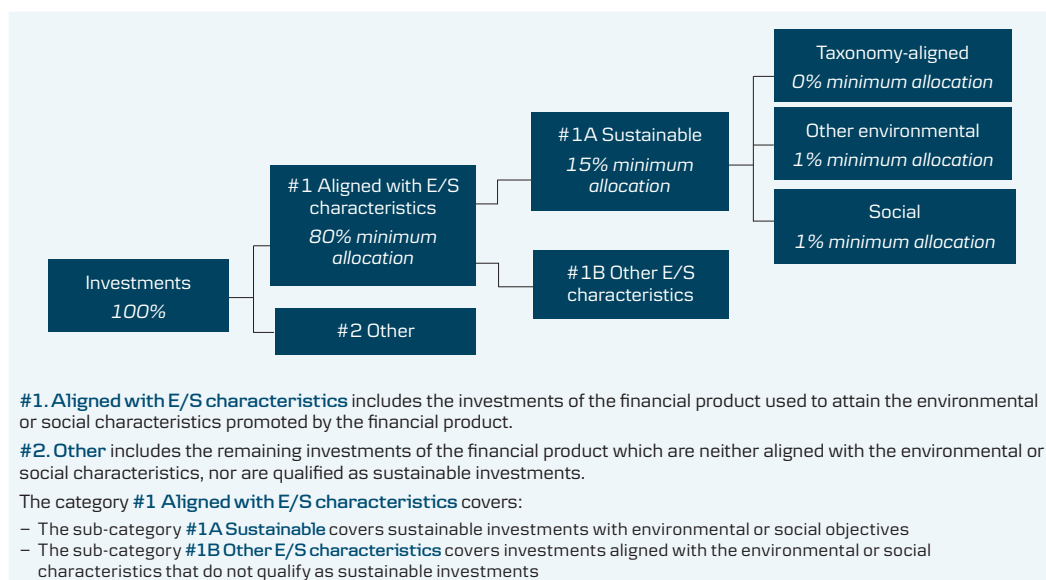 Taxonomy-aligned
0% minimum allocation
#1A Sustainable
15% minimum
allocation
Other environmental
1% minimum allocation
#1 Aligned with E/S
characteristics
80% minimum
allocation
Social
1% minimum allocation
Investments
100%
#1B Other E/S
characteristics
#2 Other
#1. Aligned with E/S characteristics includes the investments of the financial product used to attain the environmental
or social characteristics promoted by the financial product.
#2. Other includes the remaining investments of the financial product which are neither aligned with the environmental or
social characteristics, nor are qualified as sustainable investments.
The category #1 Aligned with E/S characteristics covers:
– The sub-category #1A Sustainable covers sustainable investments with environmental or social objectives
– The sub-category #1B Other E/S characteristics covers investments aligned with the environmental or social
characteristics that do not qualify as sustainable investments